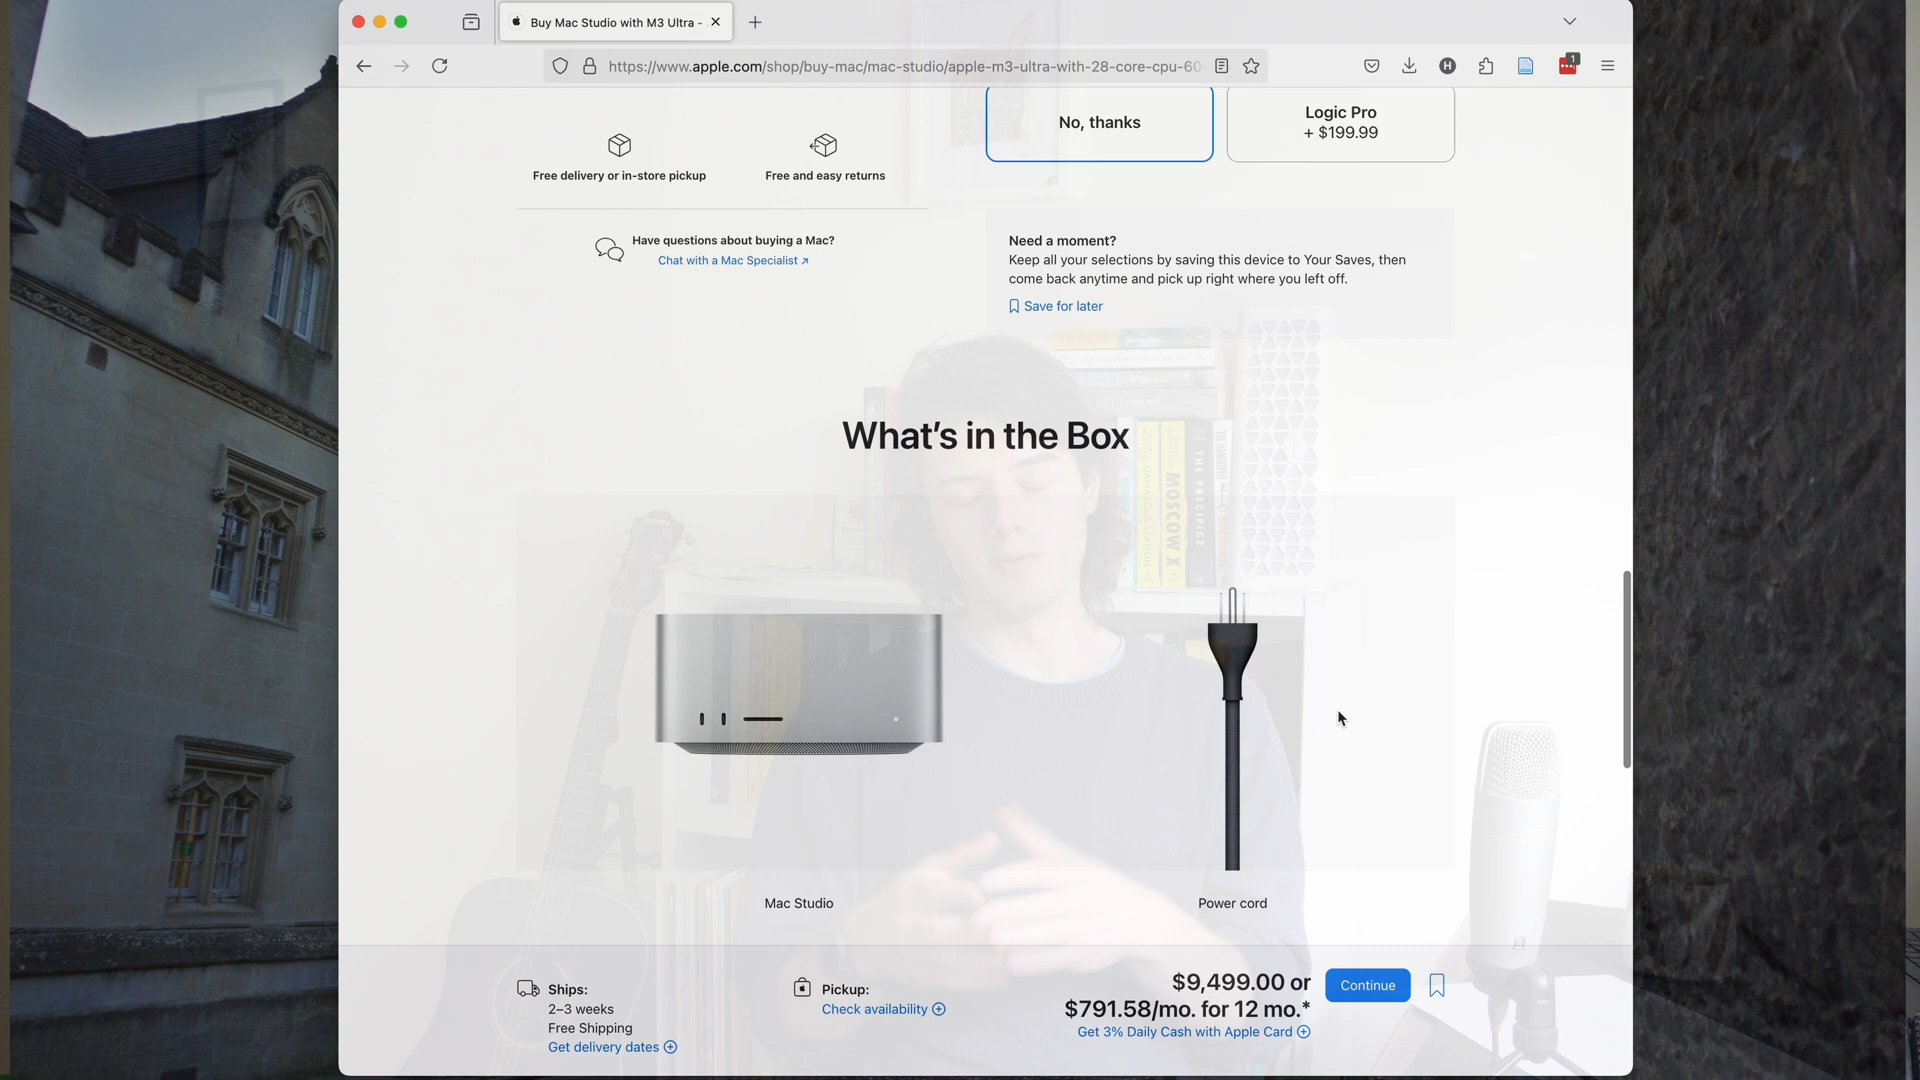 Buy Mac Studio with M3 Ultra -
https://www.apple.com/shop/buy-mac/mac-studio/apple-m3-ultra-with-28-core-cpu-60
H
1
No, thanks
Logic Pro
+ $199.99
Free delivery or in-store pickup
Free and easy returns
Have questions about buying a Mac?
Chat with a Mac Specialist ↗
Need a moment?
Keep all your selections by saving this device to Your Saves, then
come back anytime and pick up right where you left off.
Save for later
What’s in the Box
DAMASCUS STATION
MOSCOW X
THE PRECIPICE
Mac Studio
Power cord
Ships:
2–3 weeks
Free Shipping
Get delivery dates
Pickup:
Check availability
$9,499.00 or
$791.58/mo. for 12 mo.*
Get 3% Daily Cash with Apple Card
Continue